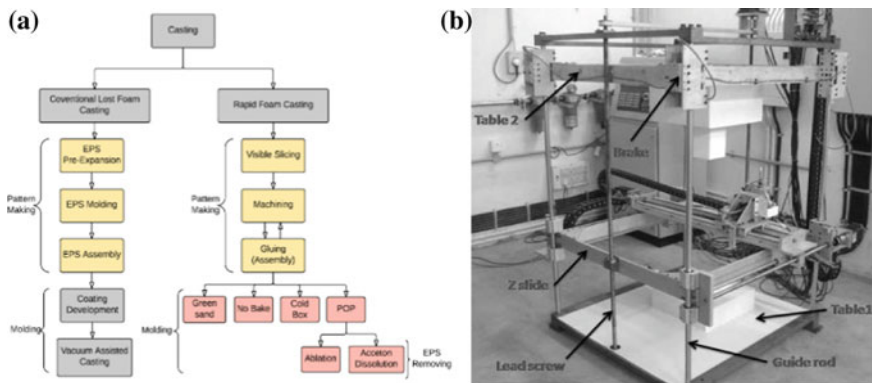 (a)
Casting
Coventional Lost Foam
Casting
Rapid Foam Casting
EPS
Pre-Expansion
Visible Slicing
Pattern
Making
EPS Molding
Pattern
Making
Machining
EPS Assembly
Gluing
(Assembly)
Coating
Development
Molding
Vacuum Assisted
Casting
Molding
Green
sand
No Bake
Cold
Box
POP
Ablation
Acceton
Dissolution
EPS
Removing
(b)
Table 2
Brake
Z slide
Table1
Lead screw
Guide rod